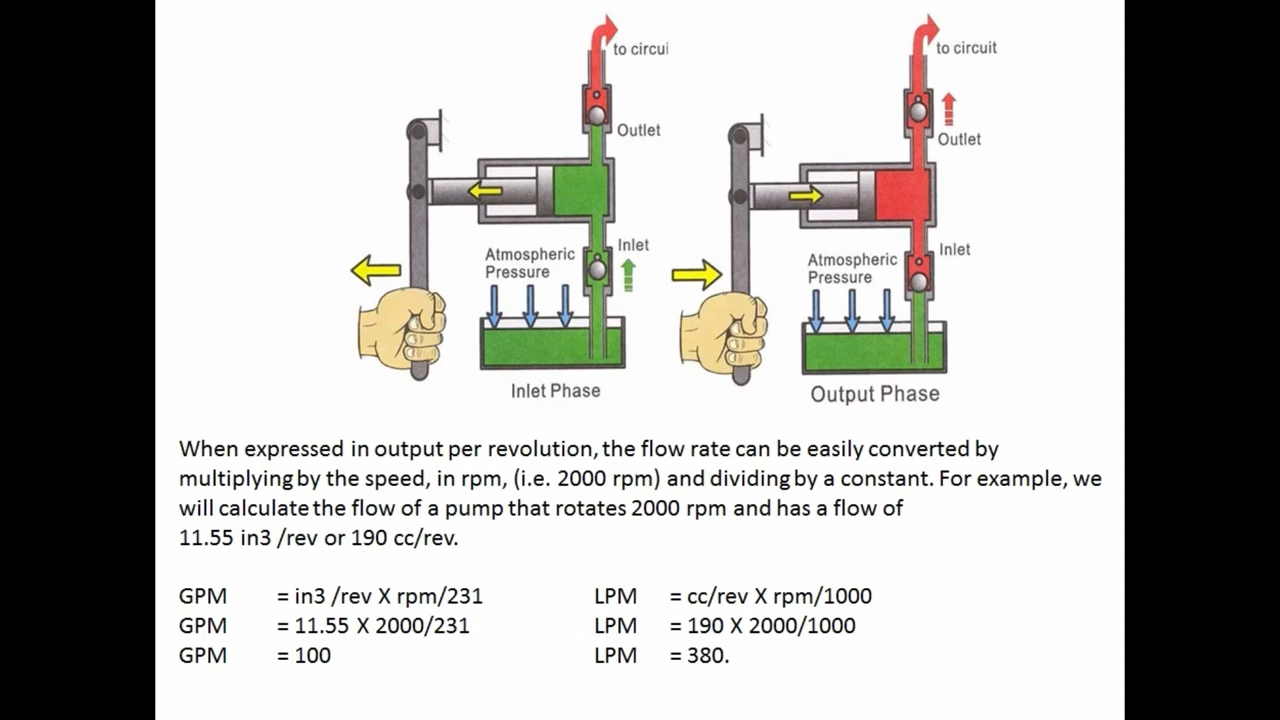 to circui
Outlet
Inlet
Atmospheric
Pressure
Inlet Phase
to circuit
Outlet
Inlet
Atmospheric
Pressure
Output Phase
When expressed in output per revolution, the flow rate can be easily converted by
multiplying by the speed, in rpm, (i.e. 2000 rpm) and dividing by a constant. For example, we
will calculate the flow of a pump that rotates 2000 rpm and has a flow of
11.55 in3 /rev or 190 cc/rev.
GPM = in3 /rev X rpm/231
GPM = 11.55 X 2000/231
GPM = 100
LPM = cc/rev X rpm/1000
LPM = 190 X 2000/1000
LPM = 380.